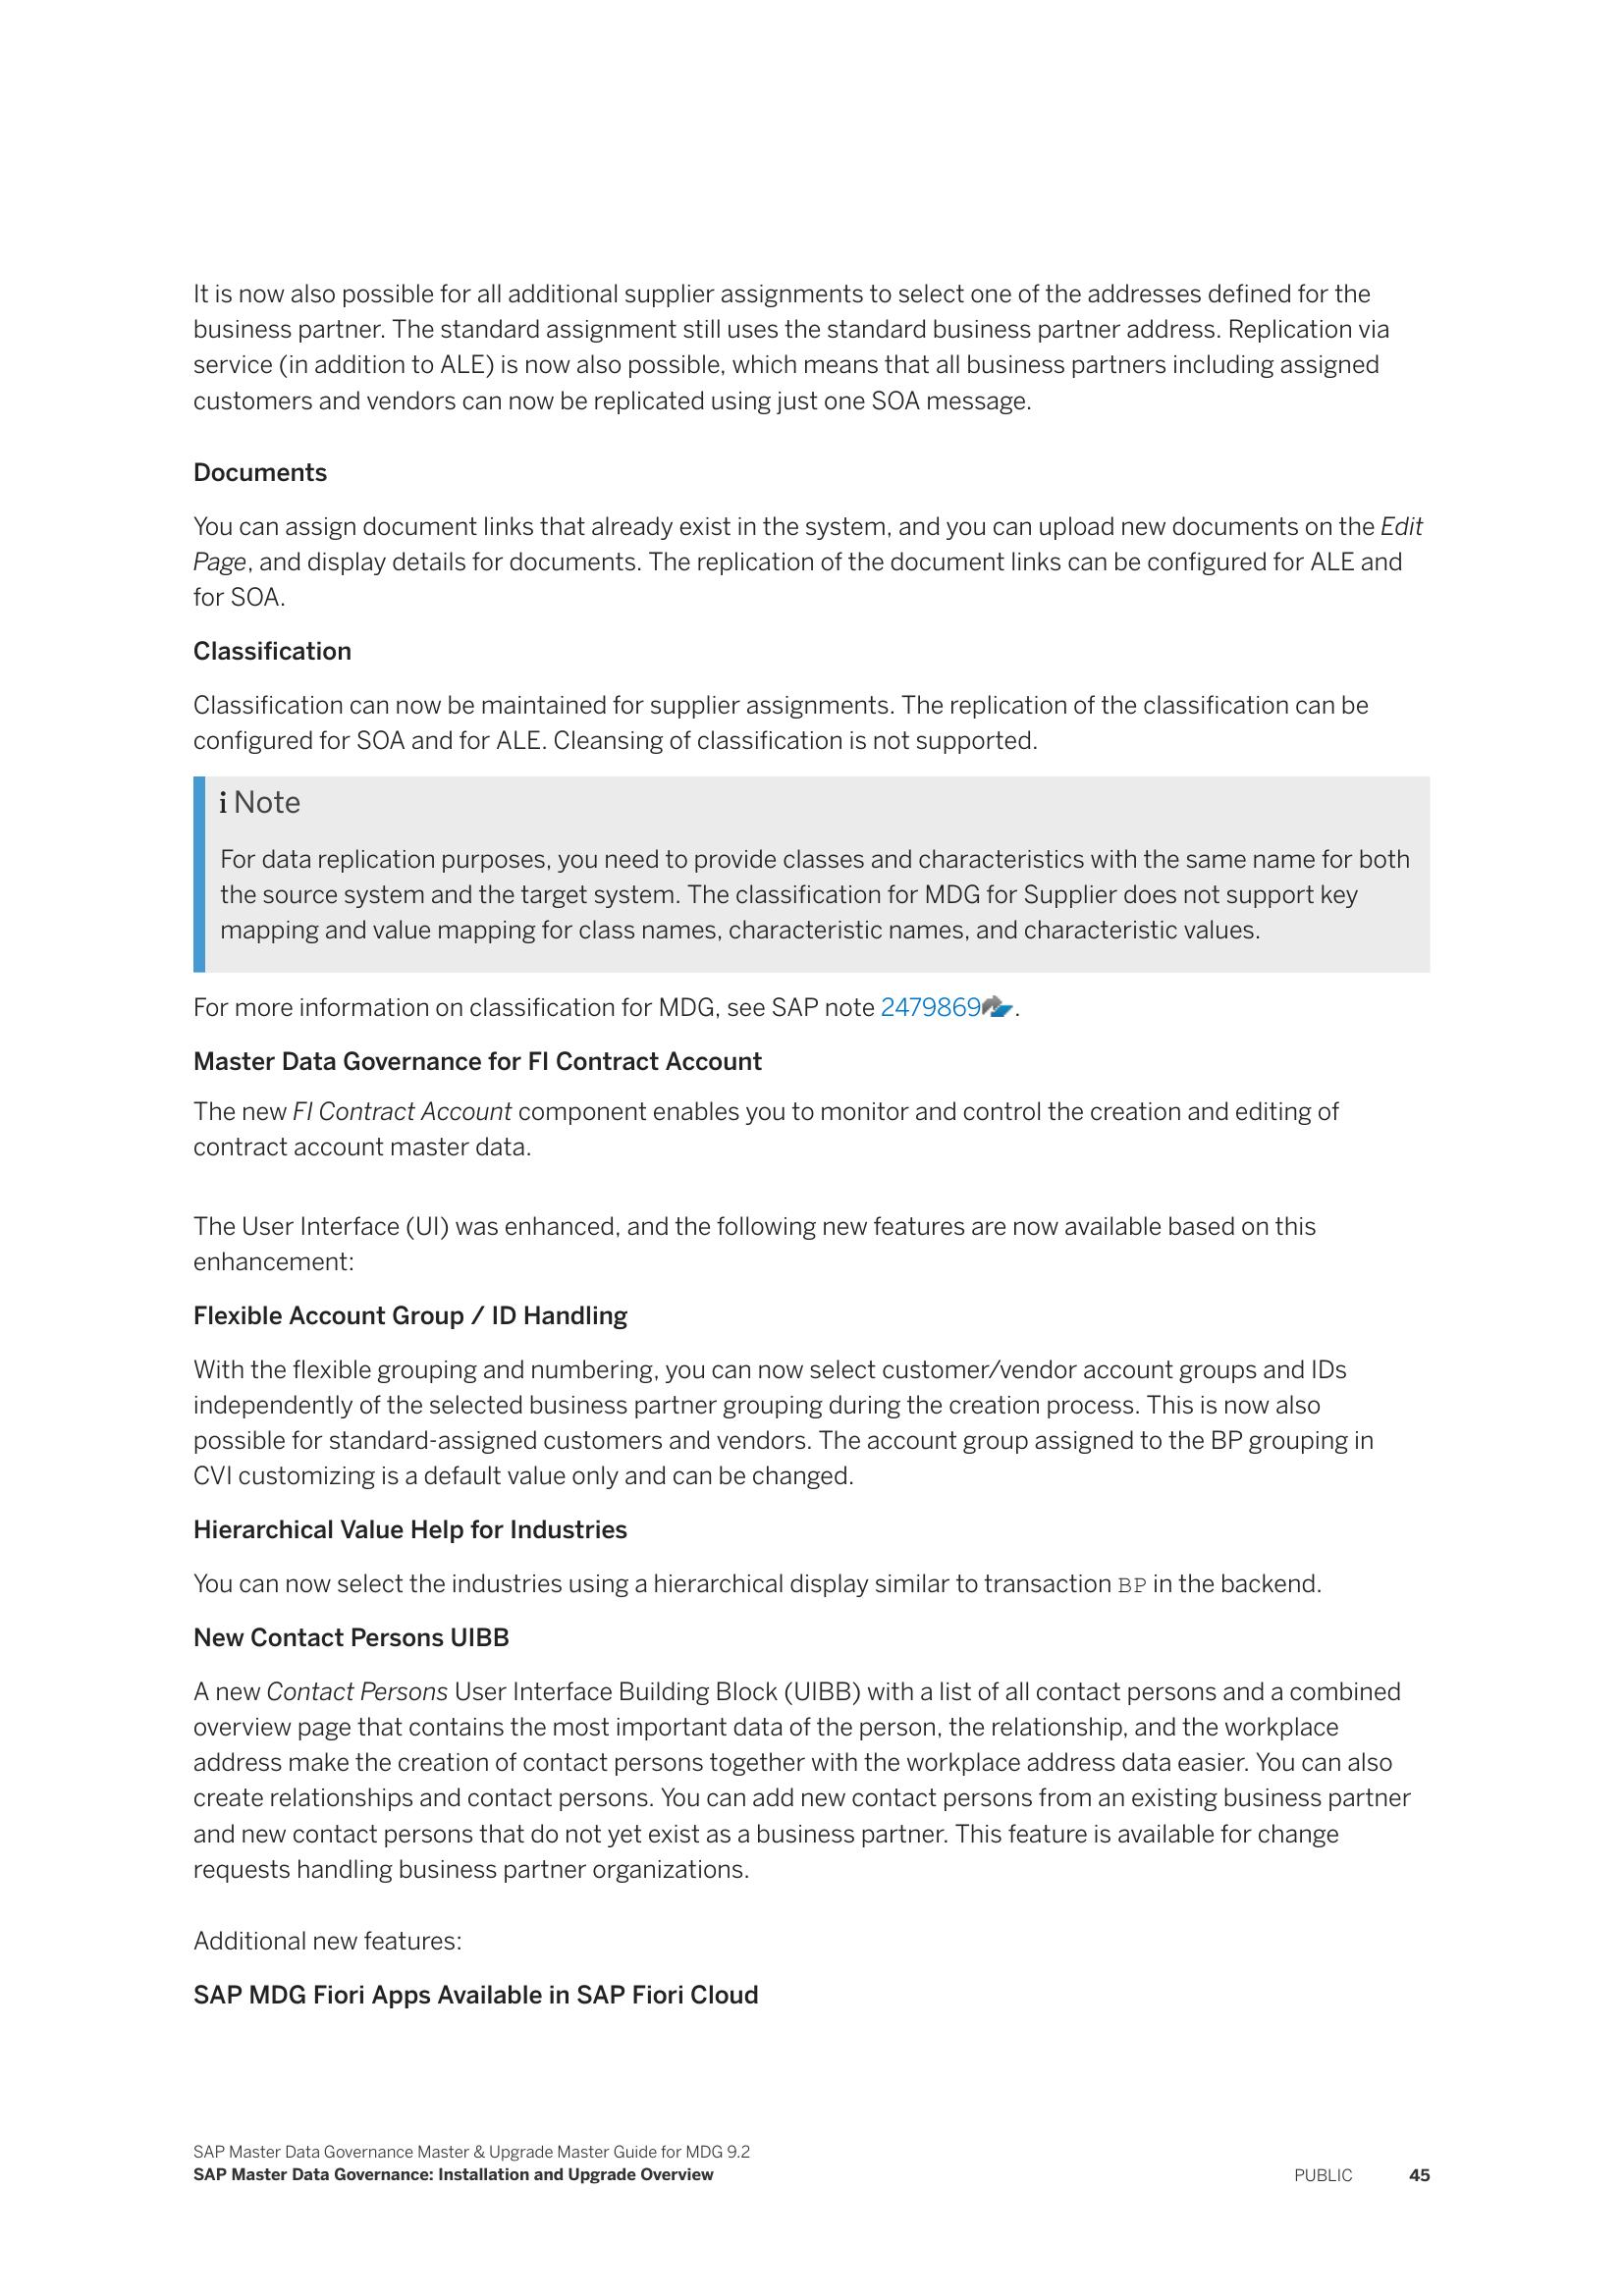 It is now also possible for all additional supplier assignments to select one of the addresses defined for the
business partner. The standard assignment still uses the standard business partner address. Replication via
service (in addition to ALE) is now also possible, which means that all business partners including assigned
customers and vendors can now be replicated using just one SOA message.
Documents
You can assign document links that already exist in the system, and you can upload new documents on the Edit
Page, and display details for documents. The replication of the document links can be configured for ALE and
for SOA.
Classification
Classification can now be maintained for supplier assignments. The replication of the classification can be
configured for SOA and for ALE. Cleansing of classification is not supported.
i Note
For data replication purposes, you need to provide classes and characteristics with the same name for both
the source system and the target system. The classification for MDG for Supplier does not support key
mapping and value mapping for class names, characteristic names, and characteristic values.
For more information on classification for MDG, see SAP note 2479869.
Master Data Governance for FI Contract Account
The new FI Contract Account component enables you to monitor and control the creation and editing of
contract account master data.
The User Interface (UI) was enhanced, and the following new features are now available based on this
enhancement:
Flexible Account Group / ID Handling
With the flexible grouping and numbering, you can now select customer/vendor account groups and IDs
independently of the selected business partner grouping during the creation process. This is now also
possible for standard-assigned customers and vendors. The account group assigned to the BP grouping in
CVI customizing is a default value only and can be changed.
Hierarchical Value Help for Industries
You can now select the industries using a hierarchical display similar to transaction BP in the backend.
New Contact Persons UIBB
A new Contact Persons User Interface Building Block (UIBB) with a list of all contact persons and a combined
overview page that contains the most important data of the person, the relationship, and the workplace
address make the creation of contact persons together with the workplace address data easier. You can also
create relationships and contact persons. You can add new contact persons from an existing business partner
and new contact persons that do not yet exist as a business partner. This feature is available for change
requests handling business partner organizations.
Additional new features:
SAP MDG Fiori Apps Available in SAP Fiori Cloud
SAP Master Data Governance Master & Upgrade Master Guide for MDG 9.2
SAP Master Data Governance: Installation and Upgrade Overview PUBLIC 45